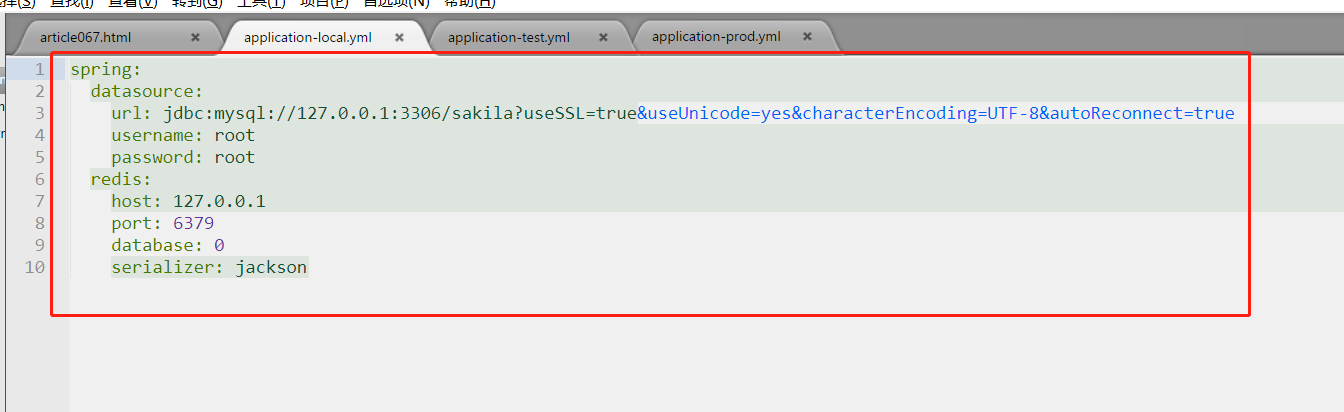 选择(S) 查找(I) 查看(V) 转到(G) 工具(T) 项目(P) 首选项(N) 帮助(H)
article067.html × application-local.yml × application-test.yml × application-prod.yml ×
1 spring:
2 datasource:
3 url: jdbc:mysql://127.0.0.1:3306/sakila?useSSL=true&useUnicode=yes&characterEncoding=UTF-8&autoReconnect=true
4 username: root
5 password: root
6 redis:
7 host: 127.0.0.1
8 port: 6379
9 database: 0
10 serializer: jackson